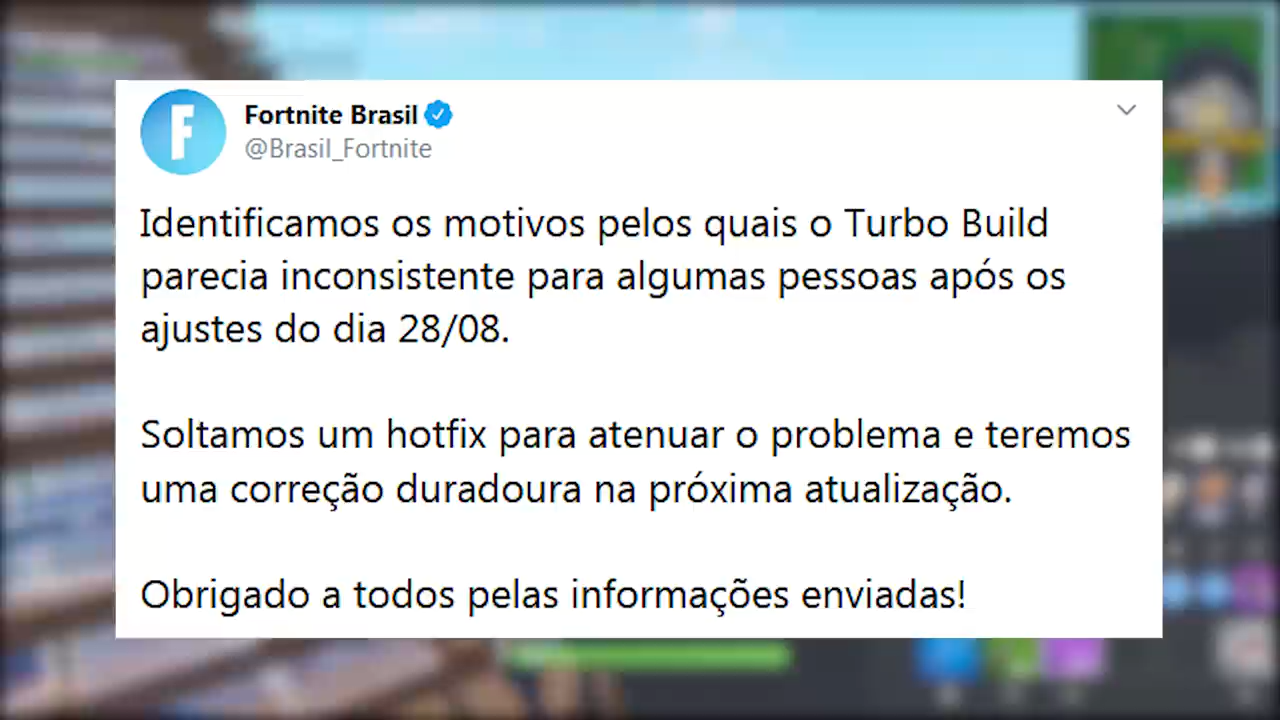 Fortnite Brasil
@Brasil_Fortnite
Identificamos os motivos pelos quais o Turbo Build
parecia inconsistente para algumas pessoas após os
ajustes do dia 28/08.
Soltamos um hotfix para atenuar o problema e teremos
uma correção duradoura na próxima atualização.
Obrigado a todos pelas informações enviadas!